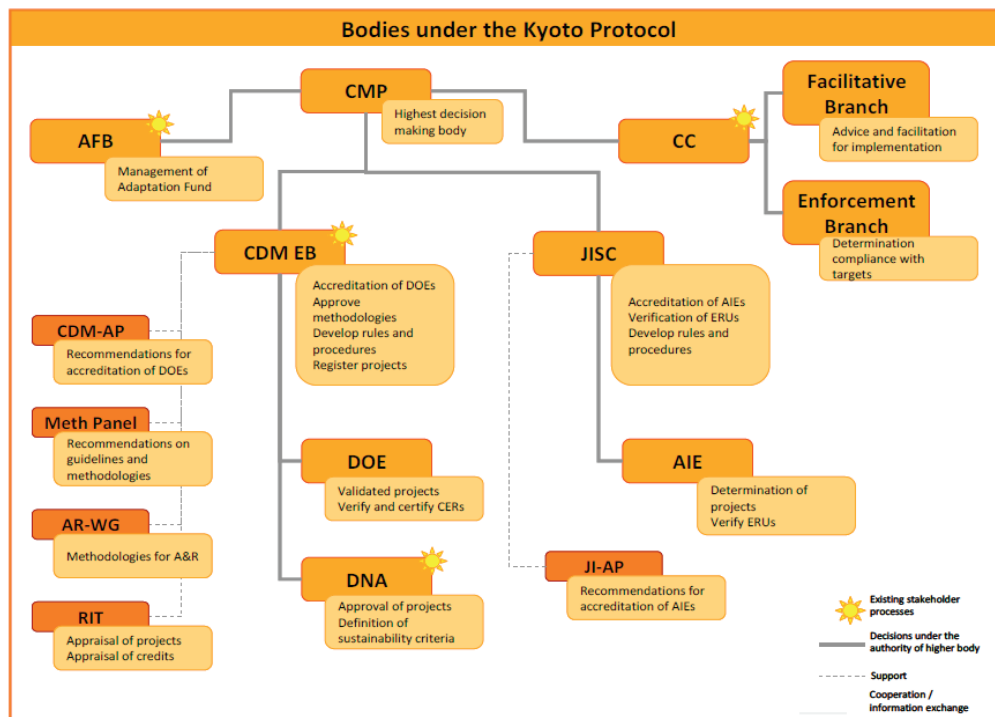 Bodies under the Kyoto Protocol
CMP
Highest decision
making body
AFB
Management of
Adaptation Fund
CC
Facilitative
Branch
Advice and facilitation
for implementation
Enforcement
Branch
Determination
compliance with
targets
CDM EB
Accreditation of DOEs
Approve
methodologies
Develop rules and
procedures
Register projects
JISC
Accreditation of AIEs
Verification of ERUs
Develop rules and
procedures
CDM-AP
Recommendations for
accreditation of DOEs
Meth Panel
Recommendations on
guidelines and
methodologies
AR-WG
Methodologies for A&R
RIT
Appraisal of projects
Appraisal of credits
DOE
Validated projects
Verify and certify CERs
DNA
Approval of projects
Definition of
sustainability criteria
AIE
Determination of
projects
Verify ERUs
JI-AP
Recommendations for
accreditation of AIEs
Existing stakeholder
processes
Decisions under the
authority of higher body
Support
Cooperation /
information exchange